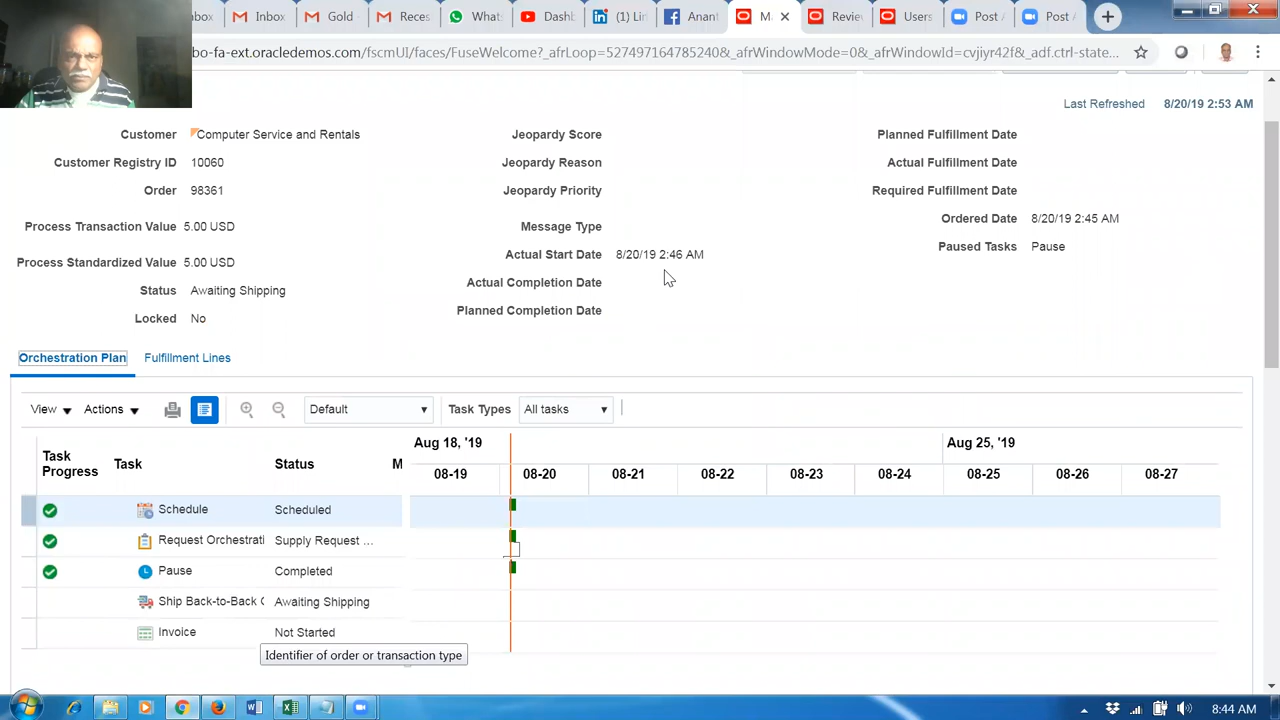 nbox
Inbox
Gold
Rece
Wha
Dash
(1) Lin
Anant
M
Revie
User
Post
Post A
bo-fa-ext.oracledemos.com/fscmUI/faces/FuseWelcome?_afrLoop=527497164785240&_afrWindowMode=0&_afrWindowId=cvjiyr42f&_adf.ctrl-state...
Last Refreshed 8/20/19 2:53 AM
Customer Computer Service and Rentals
Jeopardy Score
Planned Fulfillment Date
Customer Registry ID 10060
Jeopardy Reason
Actual Fulfillment Date
Order 98361
Jeopardy Priority
Required Fulfillment Date
Process Transaction Value 5.00 USD
Message Type
Ordered Date 8/20/19 2:45 AM
Process Standardized Value 5.00 USD
Actual Start Date 8/20/19 2:46 AM
Paused Tasks Pause
Status Awaiting Shipping
Actual Completion Date
Locked No
Planned Completion Date
Orchestration Plan Fulfillment Lines
View Actions Default Task Types All tasks
Task Progress Task Status M
Aug 18, '19 Aug 25, '19
08-19 08-20 08-21 08-22 08-23 08-24 08-25 08-26 08-27
Schedule Scheduled
Request Orchestrati Supply Request ...
Pause Completed
Ship Back-to-Back Awaiting Shipping
Invoice Not Started
Identifier of order or transaction type
8:44 AM